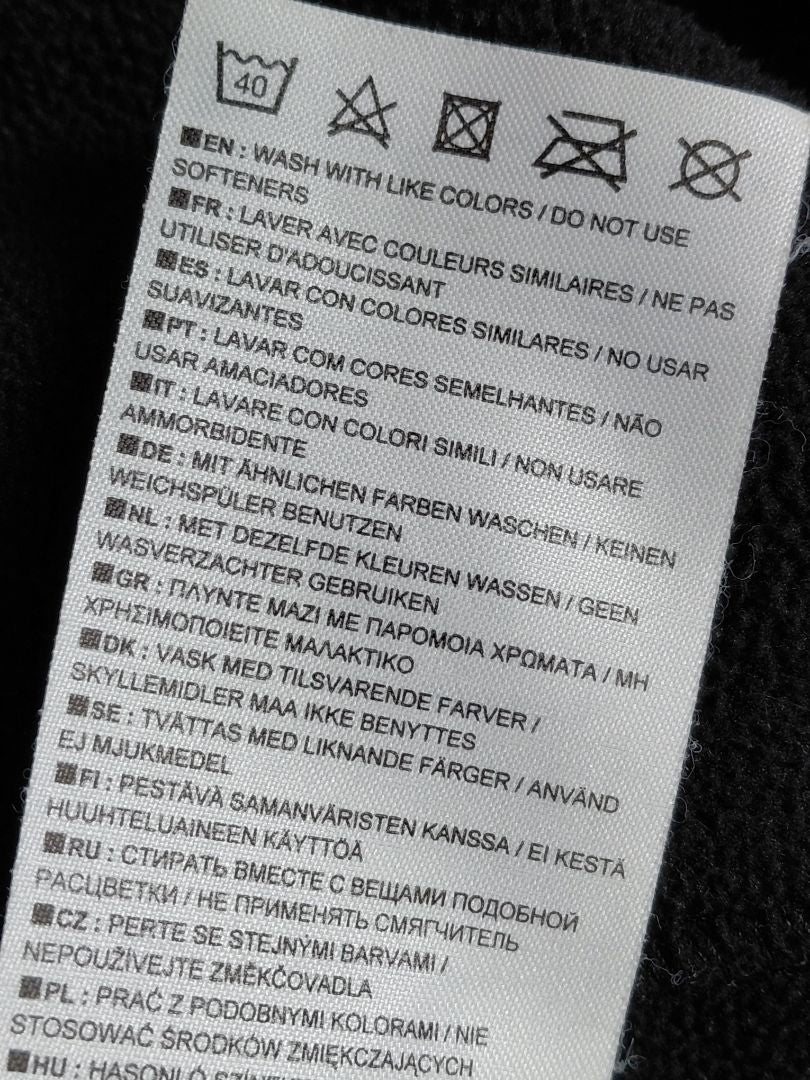 40
EN : WASH WITH LIKE COLORS / DO NOT USE
SOFTENERS
FR : LAVER AVEC COULEURS SIMILAIRES / NE PAS
UTILISER D'ADOUCISSANT
ES : LAVAR CON COLORES SIMILARES / NO USAR
SUAVIZANTES
PT : LAVAR COM CORES SEMELHANTES / NÃO
USAR AMACIADORES
IT : LAVARE CON COLORI SIMILI / NON USARE
AMMORBIDENTE
DE : MIT ÄHNLICHEN FARBEN WASCHEN / KEINEN
WEICHSPÜLER BENUTZEN
NL : MET DEZELFDE KLEUREN WASSEN / GEEN
WASVERZACHTER GEBRUIKEN
GR : ΠΛΥΝΤΕ ΜΑΖΙ ΜΕ ΠΑΡΟΜΟΙΑ ΧΡΩΜΑΤΑ / ΜΗ
ΧΡΗΣΙΜΟΠΟΙΕΙΤΕ ΜΑΛΑΚΤΙΚΟ
DK : VASK MED TILSVARENDE FARVER /
SKYLLEMIDLER MAA IKKE BENYTTES
SE : TVÄTTAS MED LIKNANDE FÄRGER / ANVÄND
EJ MJUKMEDEL
FI : PESTÄVÄ SAMANVÄRISTEN KANSSA / EI KESTÄ
HUUHTELUAINEEN KÄYTTÖÄ
RU : СТИРАТЬ ВМЕСТЕ С ВЕЩАМИ ПОДОБНОЙ
РАСЦВЕТКИ / НЕ ПРИМЕНЯТЬ СМЯГЧИТЕЛЬ
CZ : PERTE SE STEJNYMI BARVAMI /
NEPOUŽÍVEJTE ZMĚKČOVADLA
PL : PRAĆ Z PODOBNYMI KOLORAMI / NIE
STOSOWAĆ ŚRODKÓW ZMIĘKCZAJĄCYCH
HU : HASONLÓ